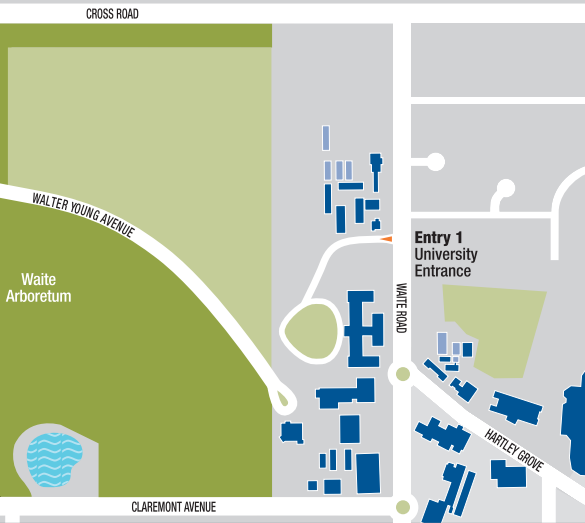 CROSS ROAD
WALTER YOUNG AVENUE
Entry 1
University
Entrance
Waite
Arboretum
WAITE ROAD
HARTLEY GROVE
CLAREMONT AVENUE